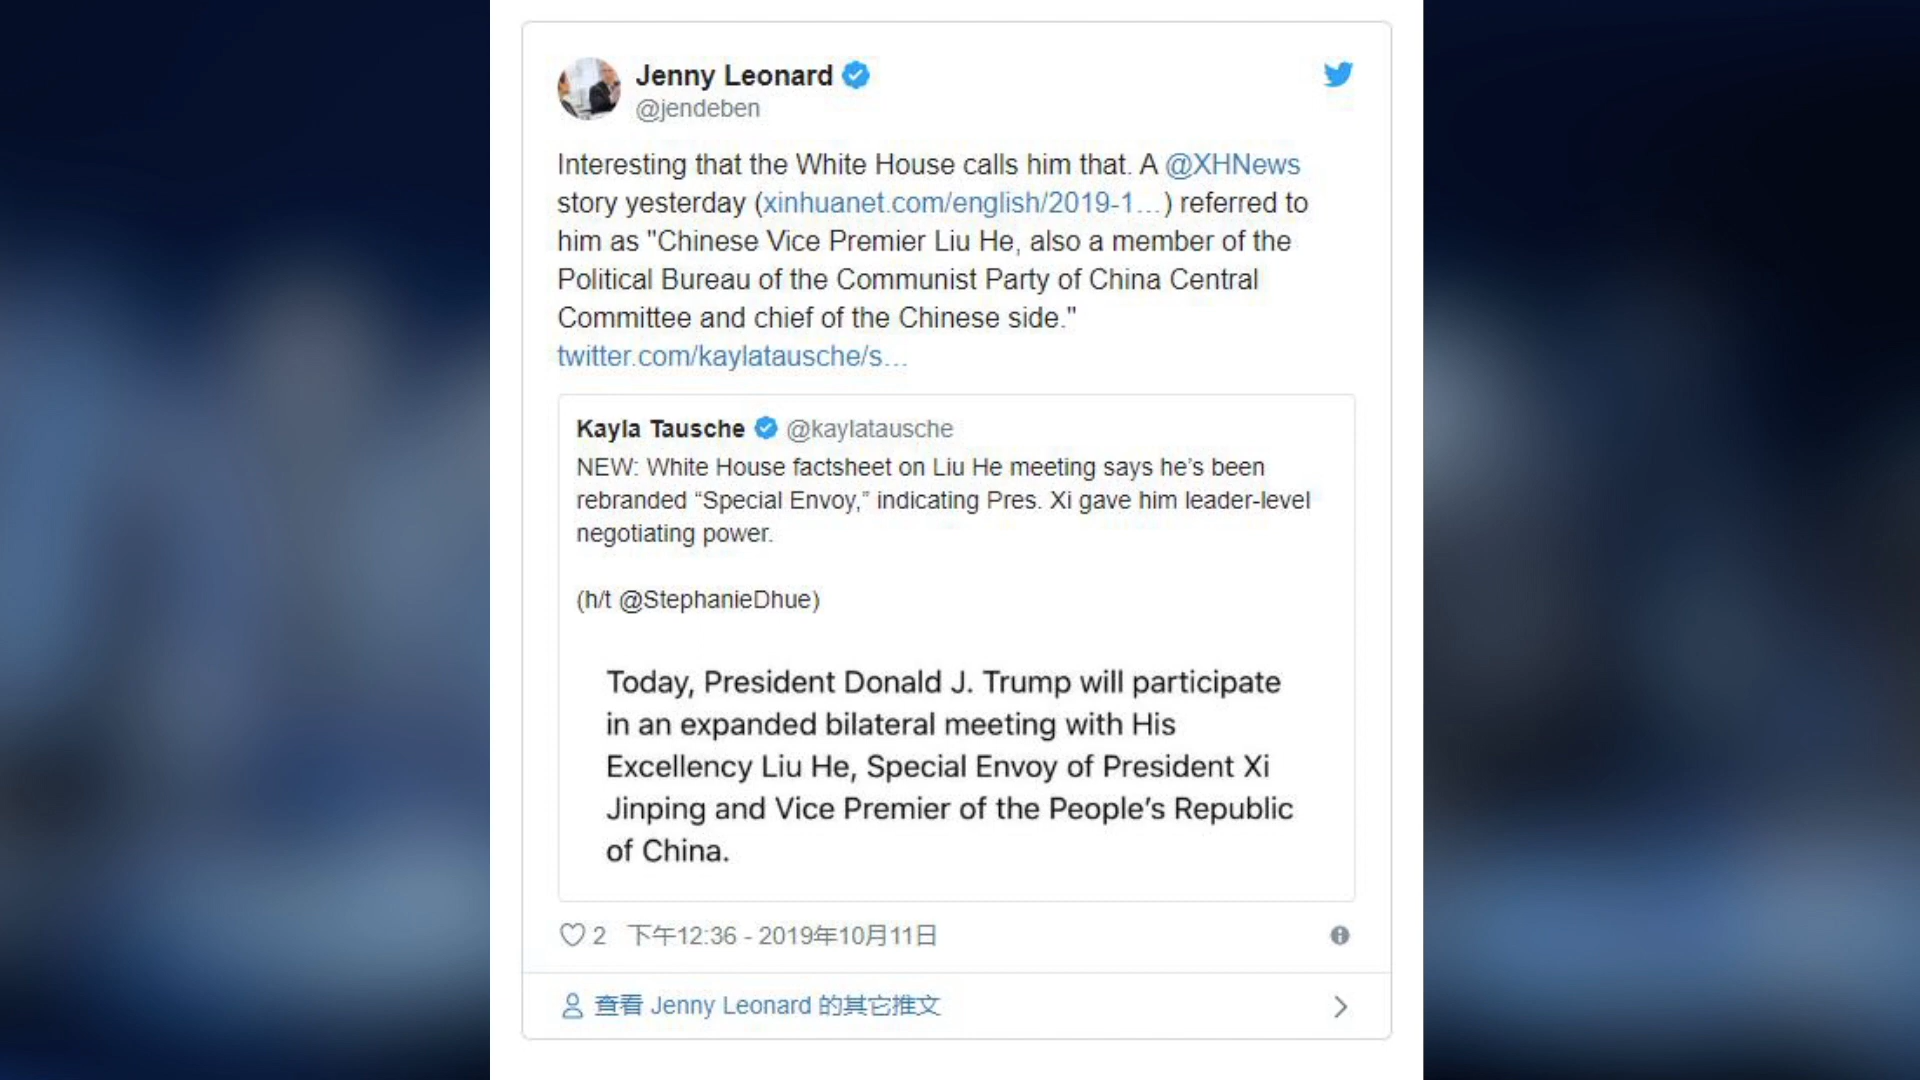 Jenny Leonard
@jendeben
Interesting that the White House calls him that. A @XHNews
story yesterday (xinhuanet.com/english/2019-1…) referred to
him as "Chinese Vice Premier Liu He, also a member of the
Political Bureau of the Communist Party of China Central
Committee and chief of the Chinese side."
twitter.com/kaylatausche/s…
Kayla Tausche @kaylatausche
NEW: White House factsheet on Liu He meeting says he’s been
rebranded “Special Envoy,” indicating Pres. Xi gave him leader-level
negotiating power.
(h/t @StephanieDhue)
Today, President Donald J. Trump will participate
in an expanded bilateral meeting with His
Excellency Liu He, Special Envoy of President Xi
Jinping and Vice Premier of the People’s Republic
of China.
2 下午12:36 - 2019年10月11日
查看 Jenny Leonard 的其它推文